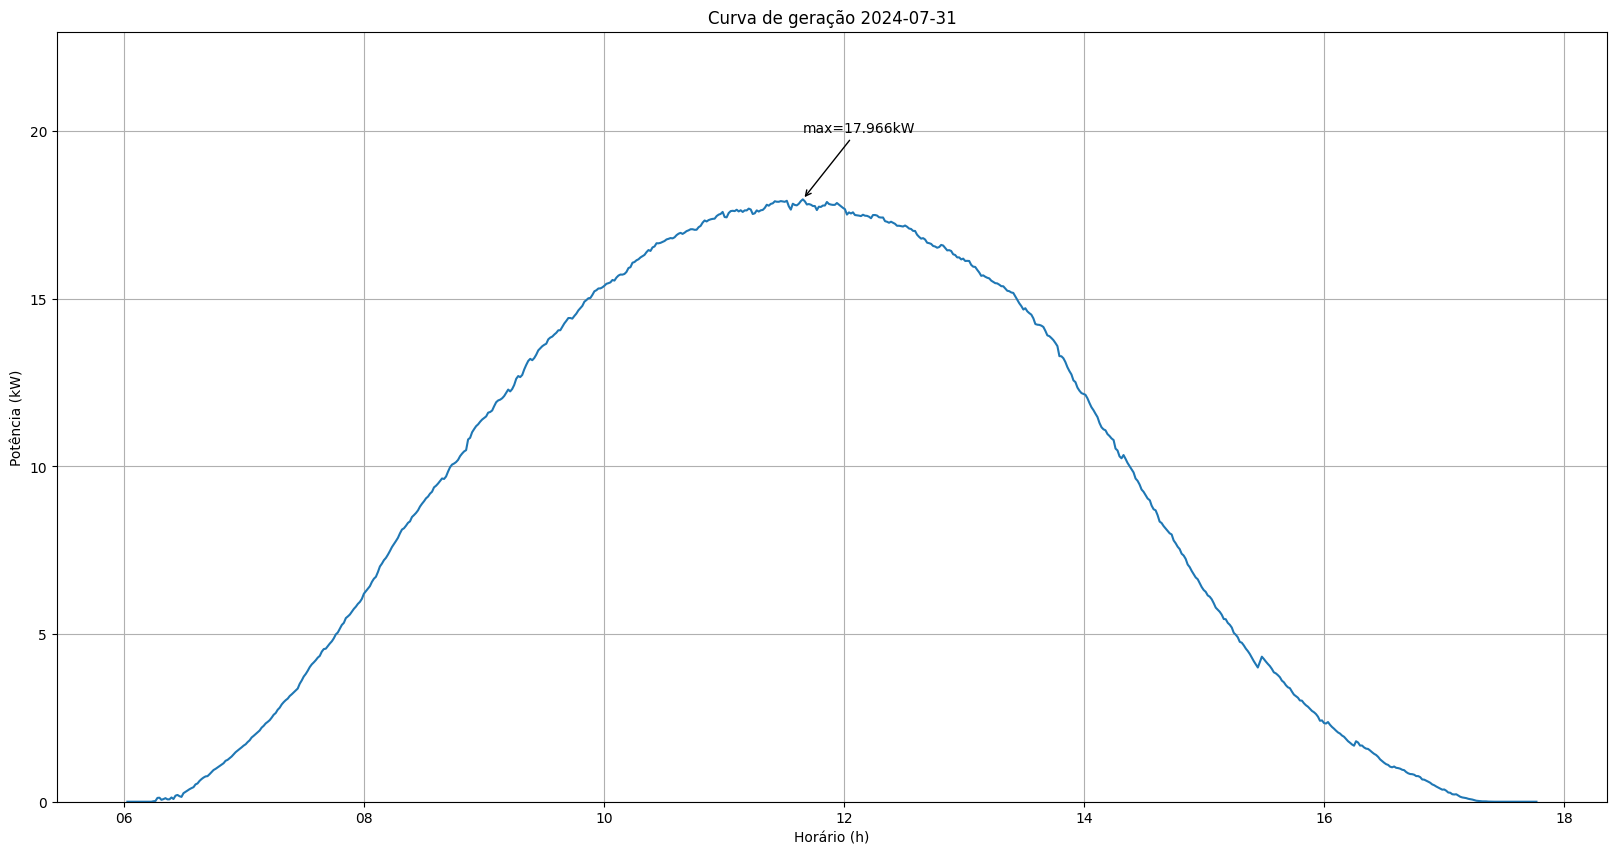 Curva de geração 2024-07-31
max=17.966kW
20
15
10
5
0
Potência (kW)
06 08 10 12 14 16 18
Horário (h)